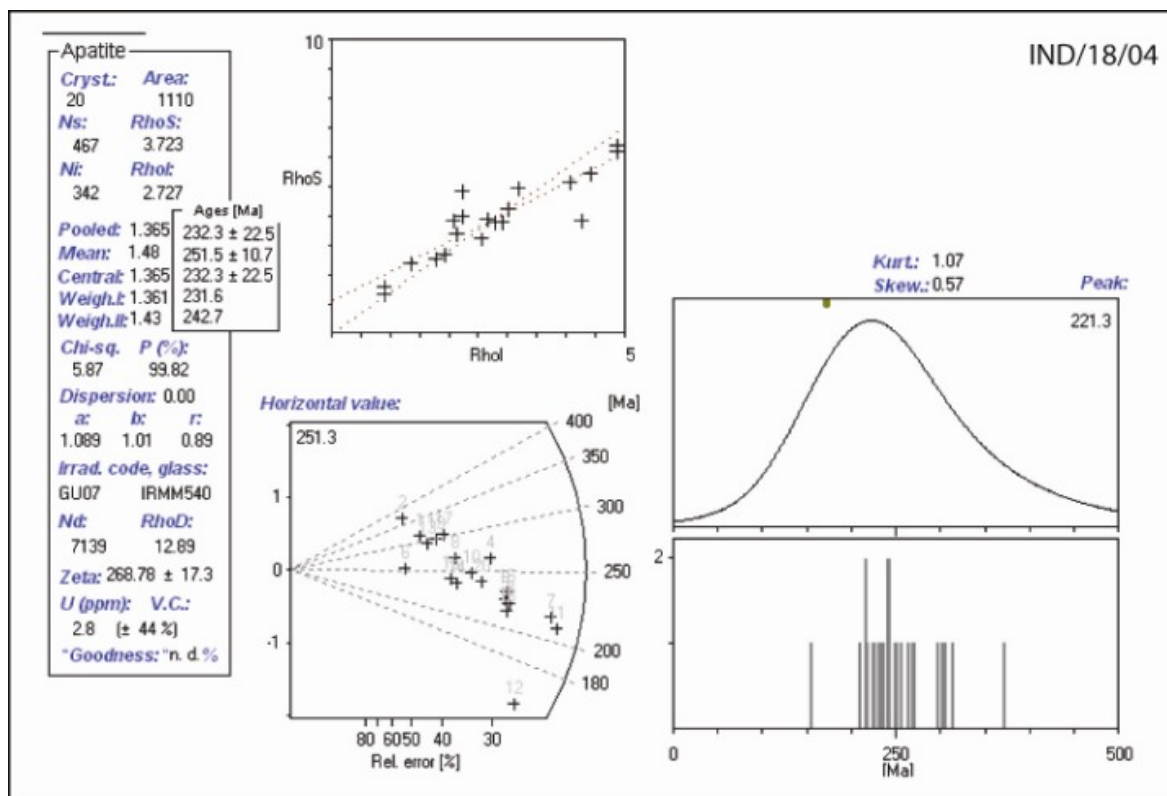 IND/18/04
Apatite
Cryst.: Area:
20 1110
Ns: RhoS:
467 3.723
Ni: RhoI:
342 2.727
Ages [Ma]
Pooled: 1.365 232.3 ± 22.5
Mean: 1.48 251.5 ± 10.7
Central: 1.365 232.3 ± 22.5
Weigh.I: 1.361 231.6
Weigh.II: 1.43 242.7
Chi-sq. P (%):
5.87 99.82
Dispersion: 0.00
a: b: r:
1.089 1.01 0.89
Irrad. code, glass:
GU07 IRMM540
Nd: RhoD:
7139 12.89
Zeta: 268.78 ± 17.3
U (ppm): V.C.:
2.8 (± 44 %)
"Goodness: "n. d.%
10
RhoS
RhoI 5
Horizontal value: [Ma]
251.3
400
350
300
250
200
180
1
0
-1
2
4
7
1
12
80 60 50 40 30
Rel. error [%]
Kurt.: 1.07
Skew.: 0.57 Peak:
221.3
2
0 250 500
[Ma]